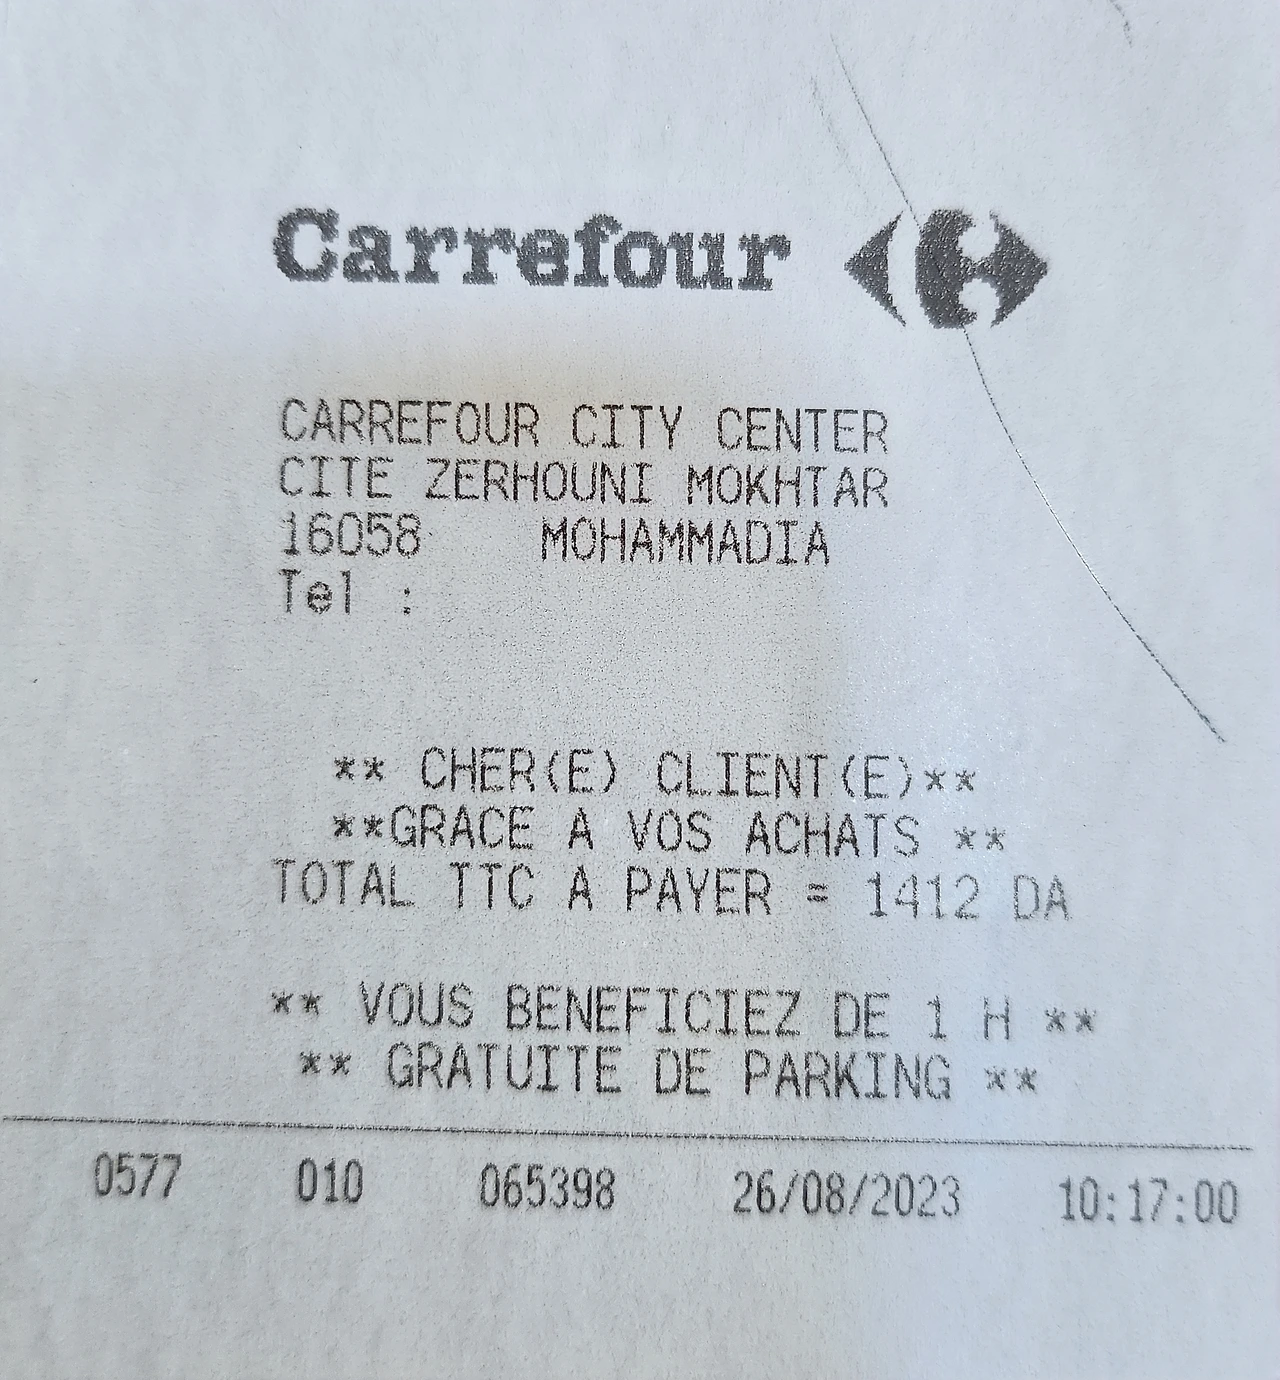 Carrefour
CARREFOUR CITY CENTER
CITE ZERHOUNI MOKHTAR
16058 MOHAMMADIA
Tel :
** CHER(E) CLIENT(E)**
**GRACE A VOS ACHATS **
TOTAL TTC A PAYER = 1412 DA
** VOUS BENEFICIEZ DE 1 H **
** GRATUITE DE PARKING **
0577 010 065398 26/08/2023 10:17:00